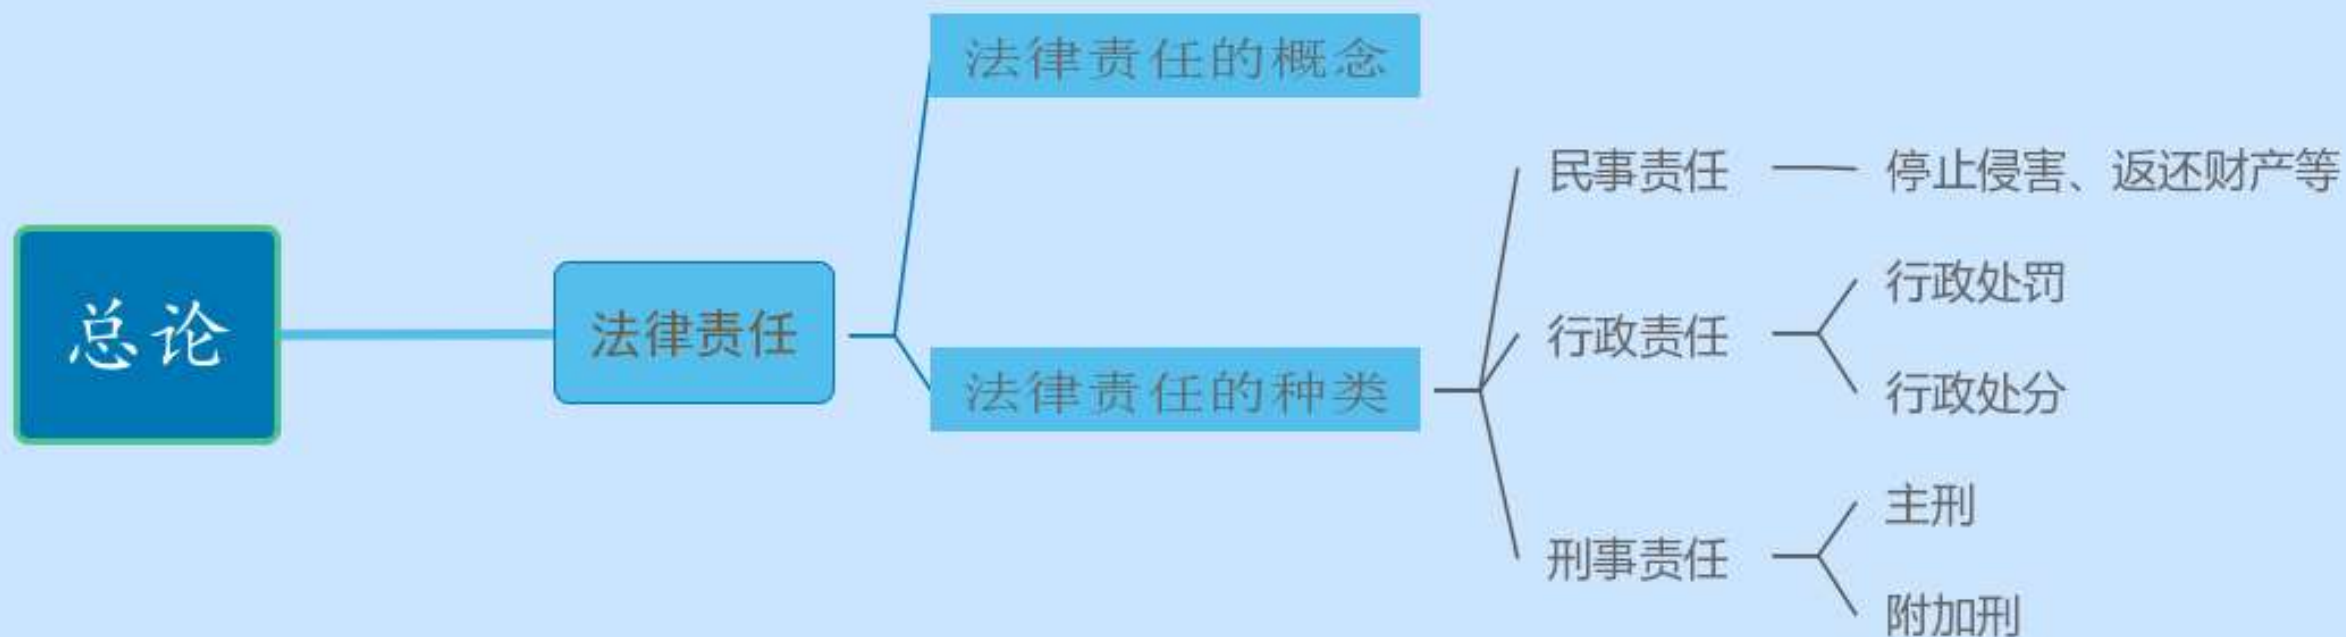 总论
法律责任
法律责任的概念
法律责任的种类
民事责任
停止侵害、返还财产等
行政责任
行政处罚
行政处分
刑事责任
主刑
附加刑